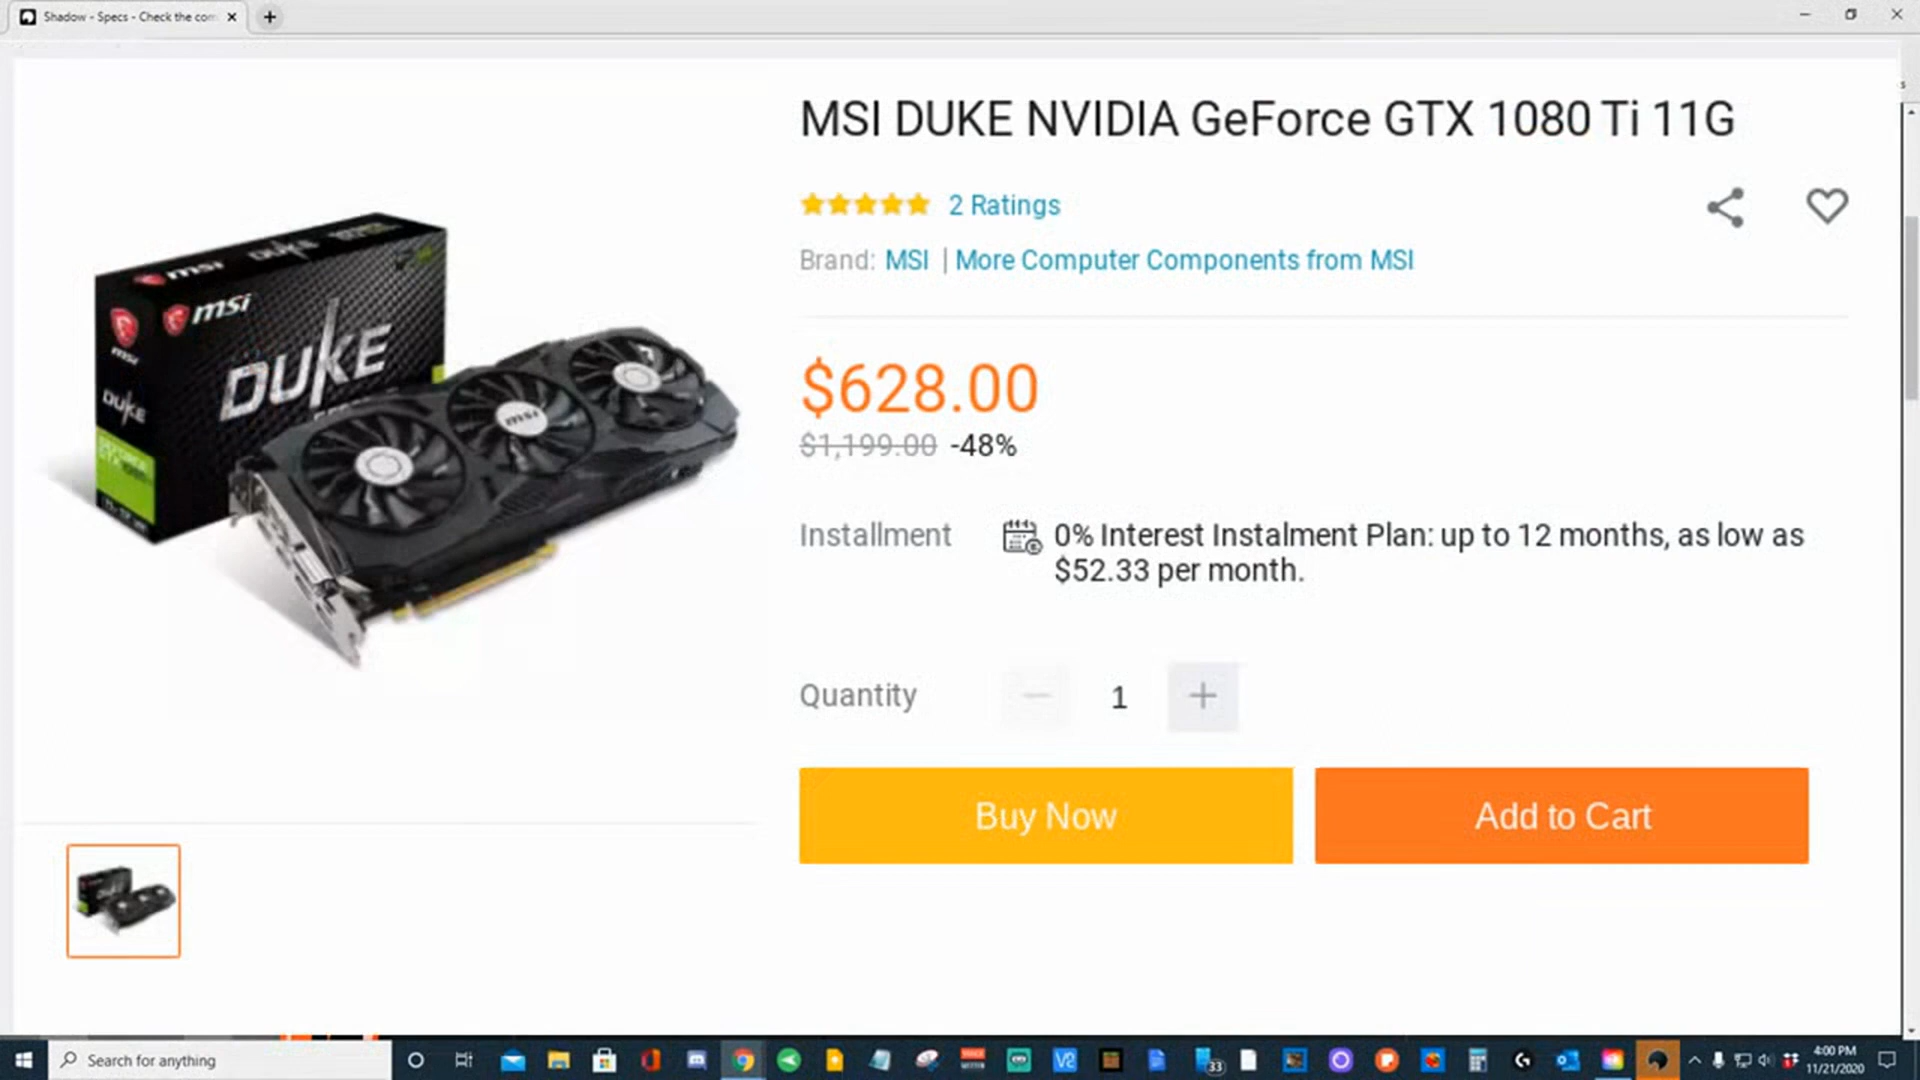 Shadow - Specs - Check the com
MSI DUKE NVIDIA GeForce GTX 1080 Ti 11G
2 Ratings
Brand: MSI | More Computer Components from MSI
msi
msi
DUKE
msi
DUKE
msi
$628.00
$1,199.00 -48%
Installment
0% Interest Instalment Plan: up to 12 months, as low as
$52.33 per month.
Quantity
1
Buy Now
Add to Cart
Search for anything
33
4:00 PM
11/21/2020